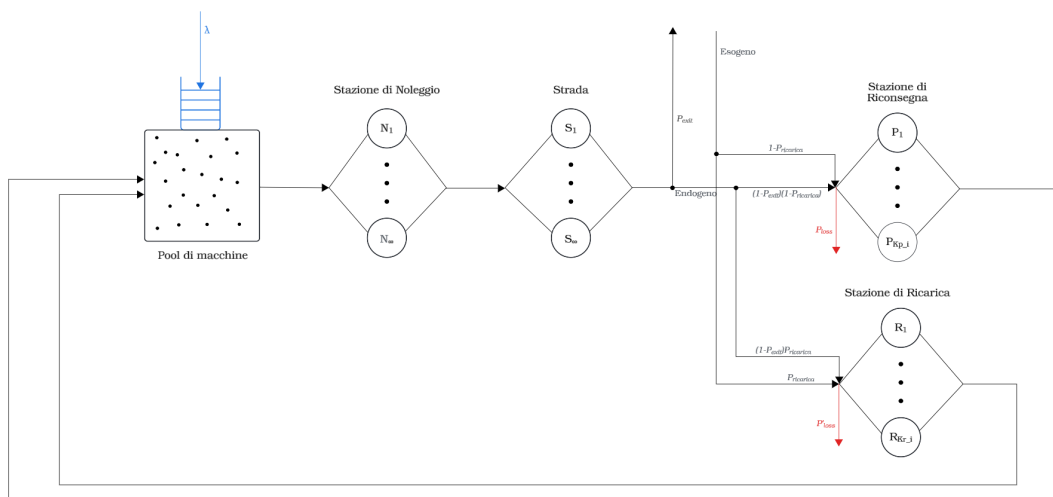 λ
Esogeno
Stazione di Noleggio
Strada
Stazione di
Riconsegna
N1
S1
P1
Pexit
1-Pricarica
Endogeno
(1-Pexit)(1-Pricarica)
Ploss
N∞
S∞
PKp_i
Pool di macchine
Stazione di Ricarica
R1
(1-Pexit)Pricarica
Pricarica
P'loss
RKr_i